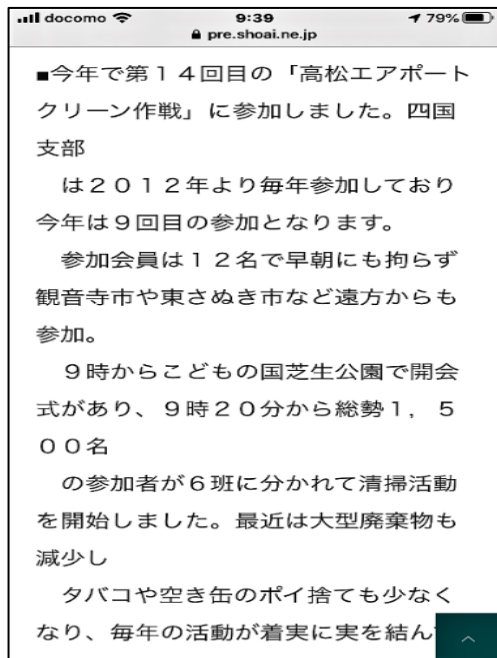 docomo 9:39 79%
pre.shoai.ne.jp
■今年で第１４回目の「高松エアポート
クリーン作戦」に参加しました。四国
支部
　は２０１２年より毎年参加しており
今年は９回目の参加となります。
　参加会員は１２名で早朝にも拘らず
観音寺市や東さぬき市など遠方からも
参加。
　９時からこどもの国芝生公園で開会
式があり、９時２０分から総勢１，５
００名
　の参加者が６班に分かれて清掃活動
を開始しました。最近は大型廃棄物も
減少し
　タバコや空き缶のポイ捨ても少なく
なり、毎年の活動が着実に実を結ん